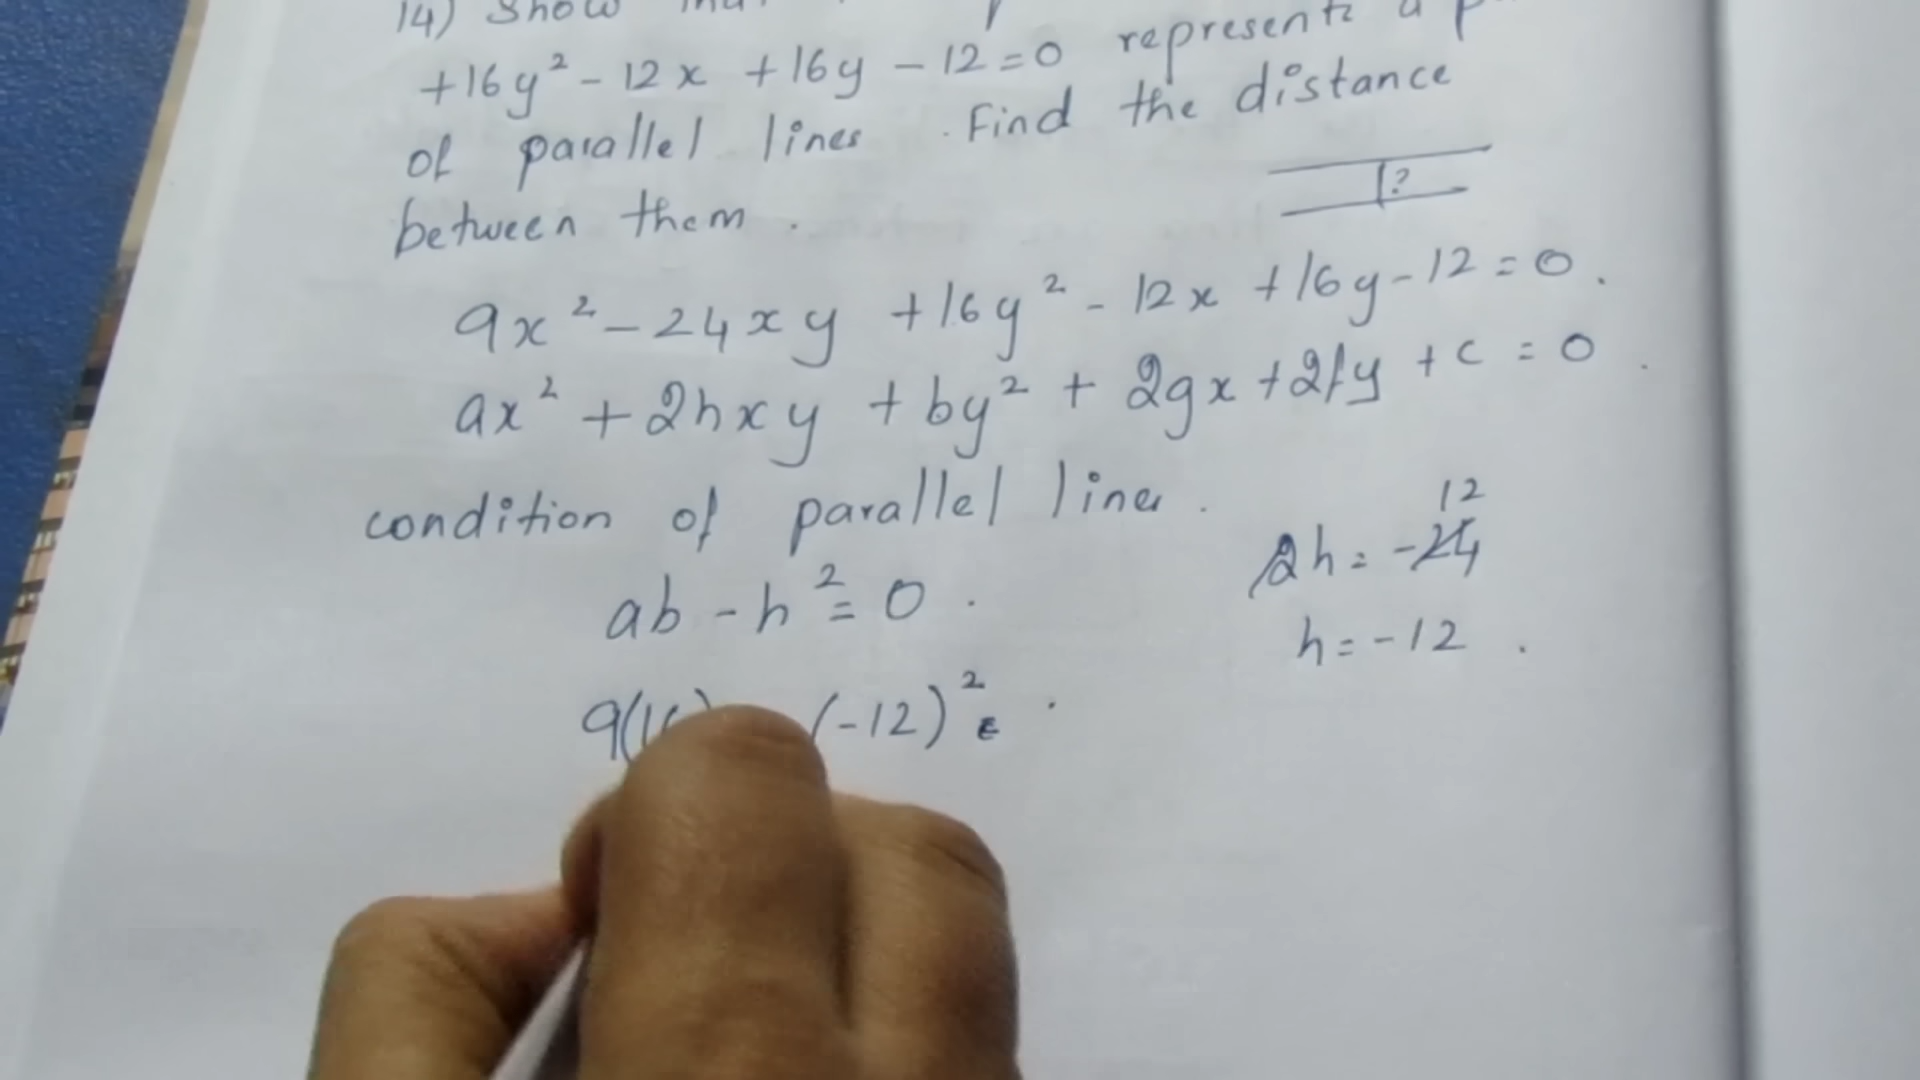 14) Show
+16y² - 12x + 16y - 12 = 0 represents a
of parallel lines. Find the distance
between them.
?
9x² - 24xy + 16y² - 12x + 16y - 12 = 0.
ax² + 2hxy + by² + 2gx + 2fy + c = 0.
condition of parallel lines.
ab - h² = 0.
12
2h = -24
h = -12.
9( (-12)²